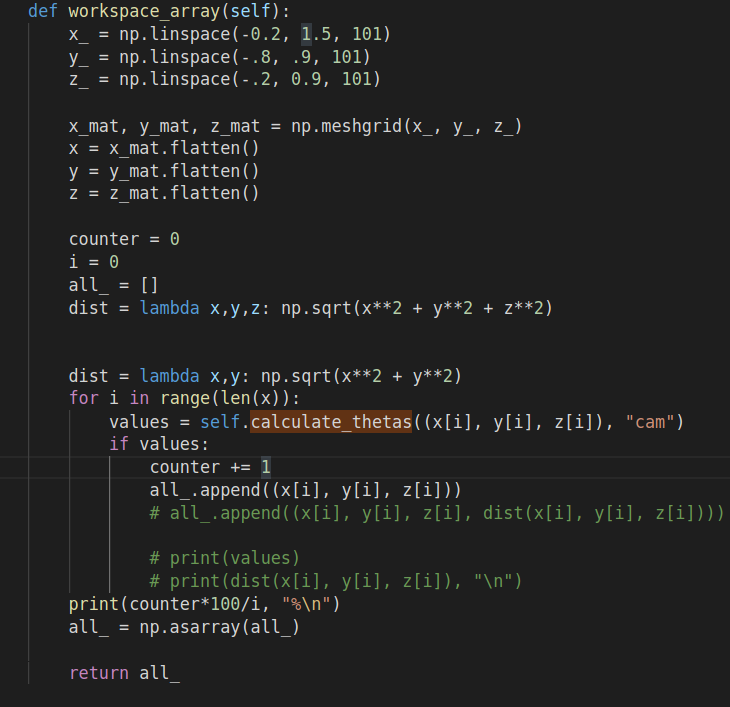 def workspace_array(self):
x_ = np.linspace(-0.2, 1.5, 101)
y_ = np.linspace(-.8, .9, 101)
z_ = np.linspace(-.2, 0.9, 101)
x_mat, y_mat, z_mat = np.meshgrid(x_, y_, z_)
x = x_mat.flatten()
y = y_mat.flatten()
z = z_mat.flatten()
counter = 0
i = 0
all_ = []
dist = lambda x,y,z: np.sqrt(x**2 + y**2 + z**2)
dist = lambda x,y: np.sqrt(x**2 + y**2)
for i in range(len(x)):
values = self.calculate_thetas((x[i], y[i], z[i]), "cam")
if values:
counter += 1
all_.append((x[i], y[i], z[i]))
# all_.append((x[i], y[i], z[i], dist(x[i], y[i], z[i])))
# print(values)
# print(dist(x[i], y[i], z[i]), "\n")
print(counter*100/i, "%\n")
all_ = np.asarray(all_)
return all_